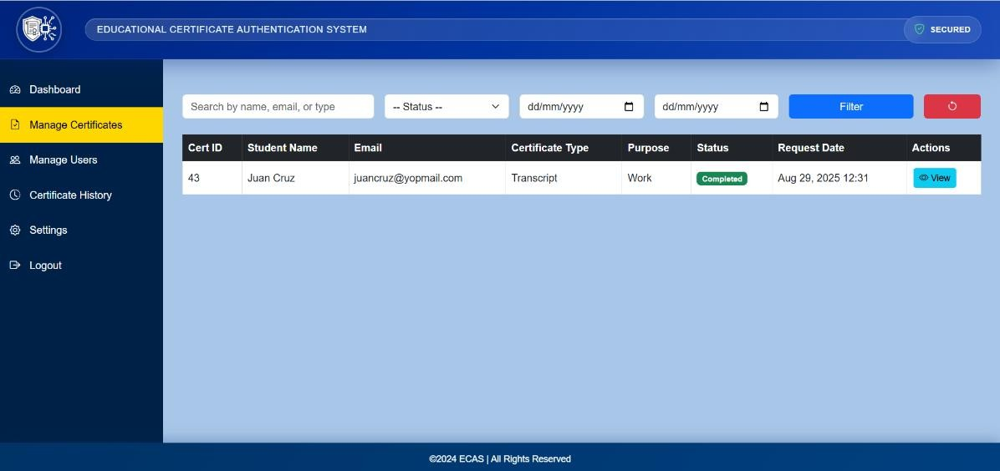 EDUCATIONAL CERTIFICATE AUTHENTICATION SYSTEM
SECURED
Dashboard
Manage Certificates
Manage Users
Certificate History
Settings
Logout
Search by name, email, or type
-- Status --
dd/mm/yyyy
dd/mm/yyyy
Filter
Cert ID Student Name Email Certificate Type Purpose Status Request Date Actions
43 Juan Cruz juancruz@yopmail.com Transcript Work Completed Aug 29, 2025 12:31 View
©2024 ECAS | All Rights Reserved